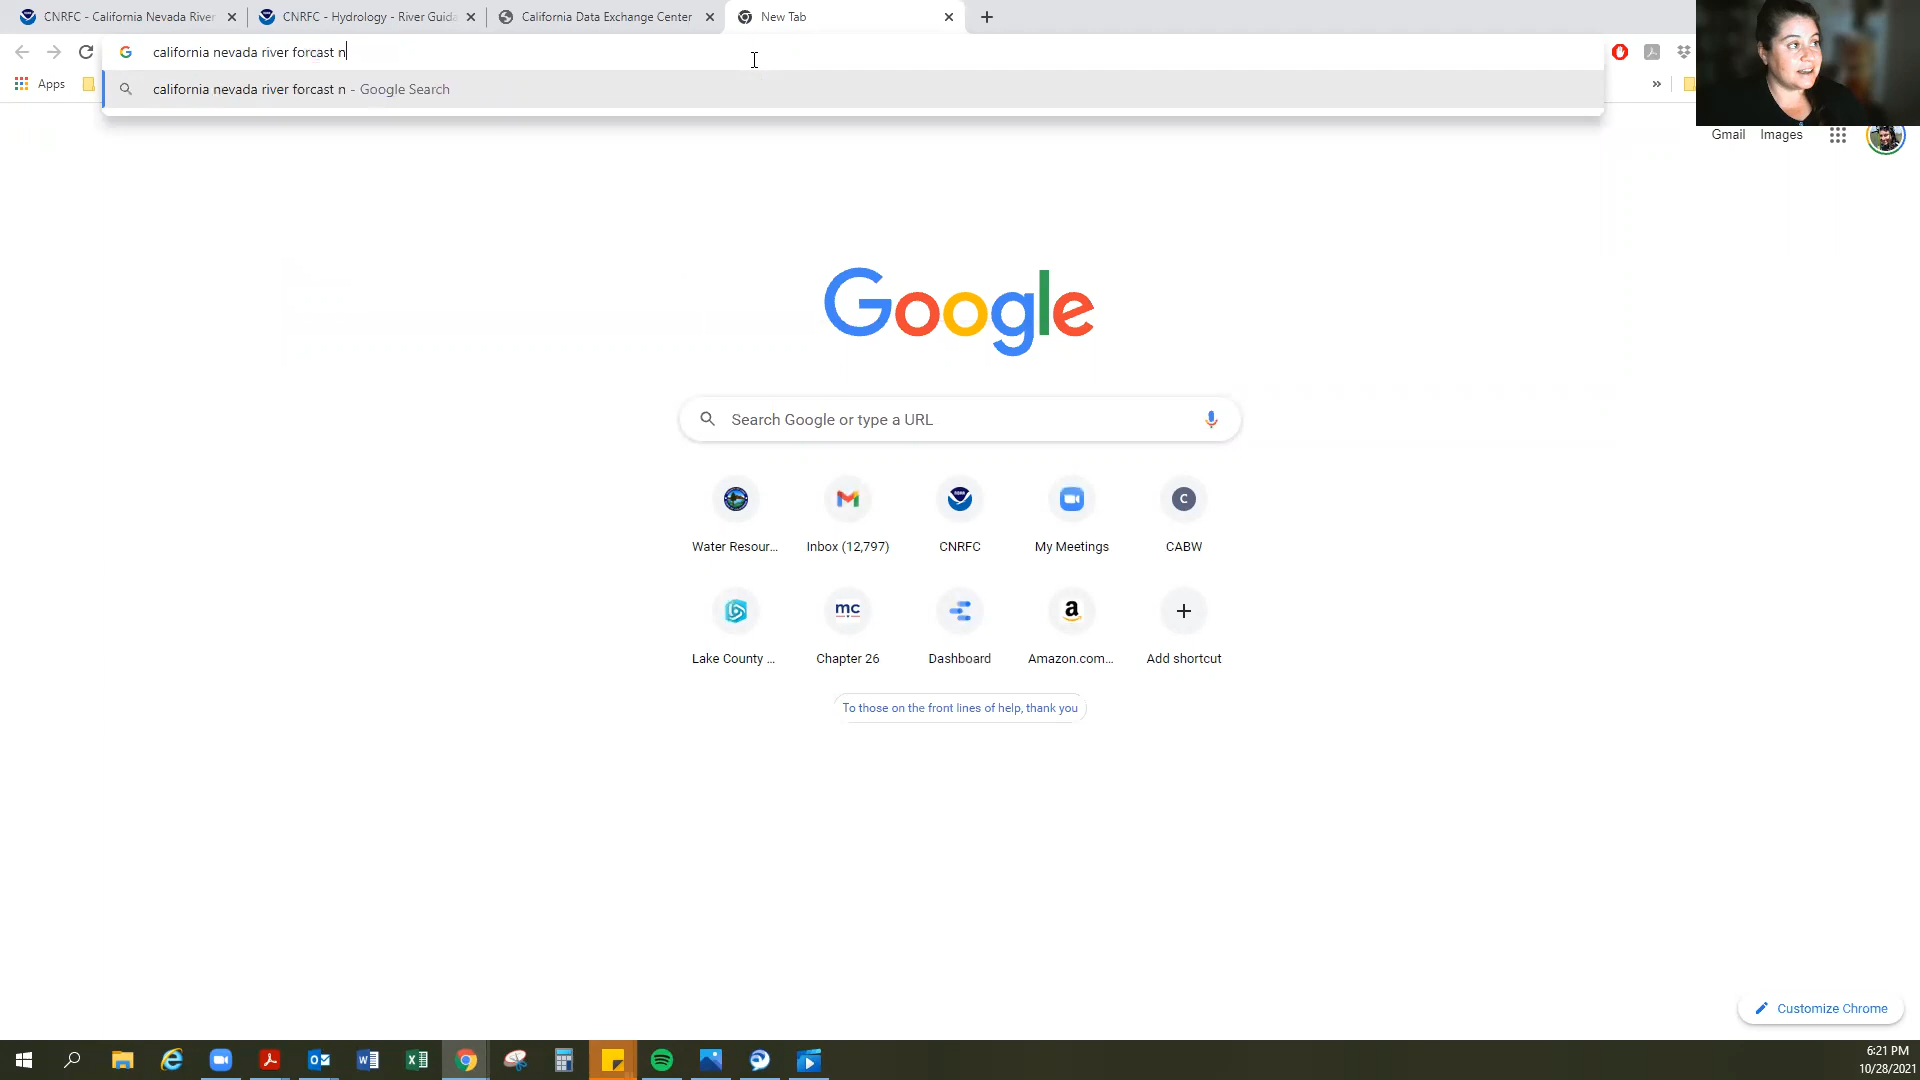 CNRFC - California Nevada River
CNRFC - Hydrology - River Guida
California Data Exchange Center
New Tab
california nevada river forcast n
Apps
california nevada river forcast n - Google Search
»
Gmail Images
Google
Search Google or type a URL
C
Water Resour...
Inbox (12,797)
CNRFC
My Meetings
CABW
mc
a
Lake County ...
Chapter 26
Dashboard
Amazon.com...
Add shortcut
To those on the front lines of help, thank you
Customize Chrome
6:21 PM
10/28/2021